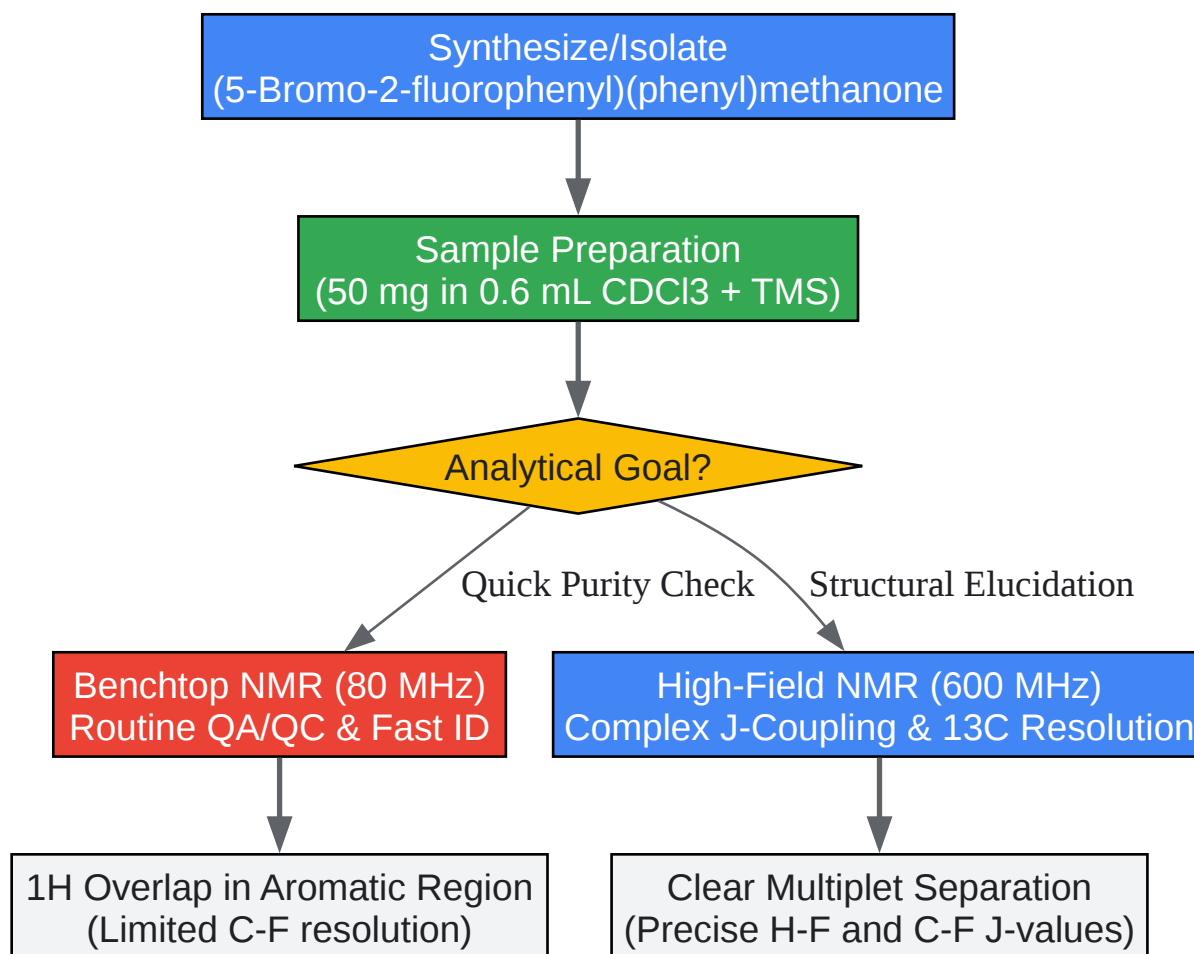 Synthesize/Isolate
(5-Bromo-2-fluorophenyl)(phenyl)methanone
Sample Preparation
(50 mg in 0.6 mL CDCl3 + TMS)
Analytical Goal?
Quick Purity Check
Structural Elucidation
Benchtop NMR (80 MHz)
Routine QA/QC & Fast ID
High-Field NMR (600 MHz)
Complex J-Coupling & 13C Resolution
1H Overlap in Aromatic Region
(Limited C-F resolution)
Clear Multiplet Separation
(Precise H-F and C-F J-values)